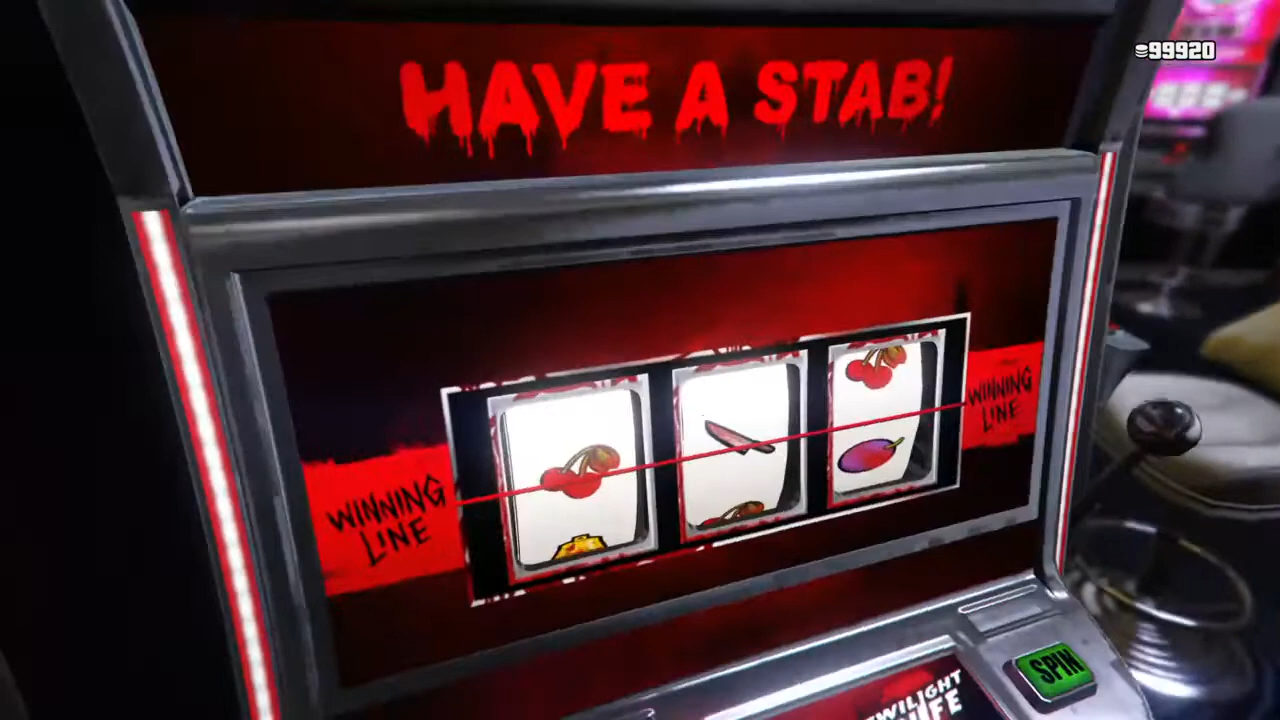 99920
HAVE A STAB!
WINNING
LINE
WINNING
LINE
SPIN
TWILIGHT
KNIFE